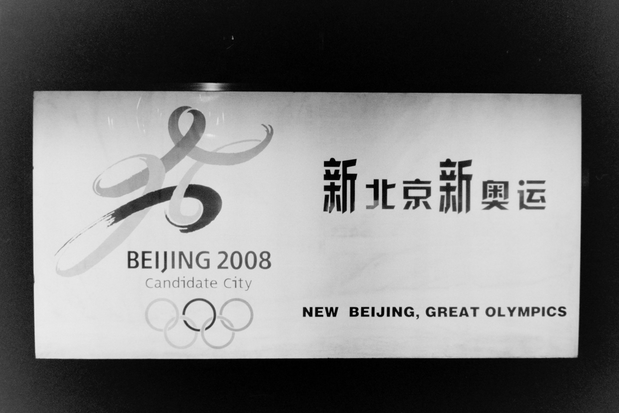 BEIJING 2008
Candidate City
新北京新奥运
NEW BEIJING, GREAT OLYMPICS